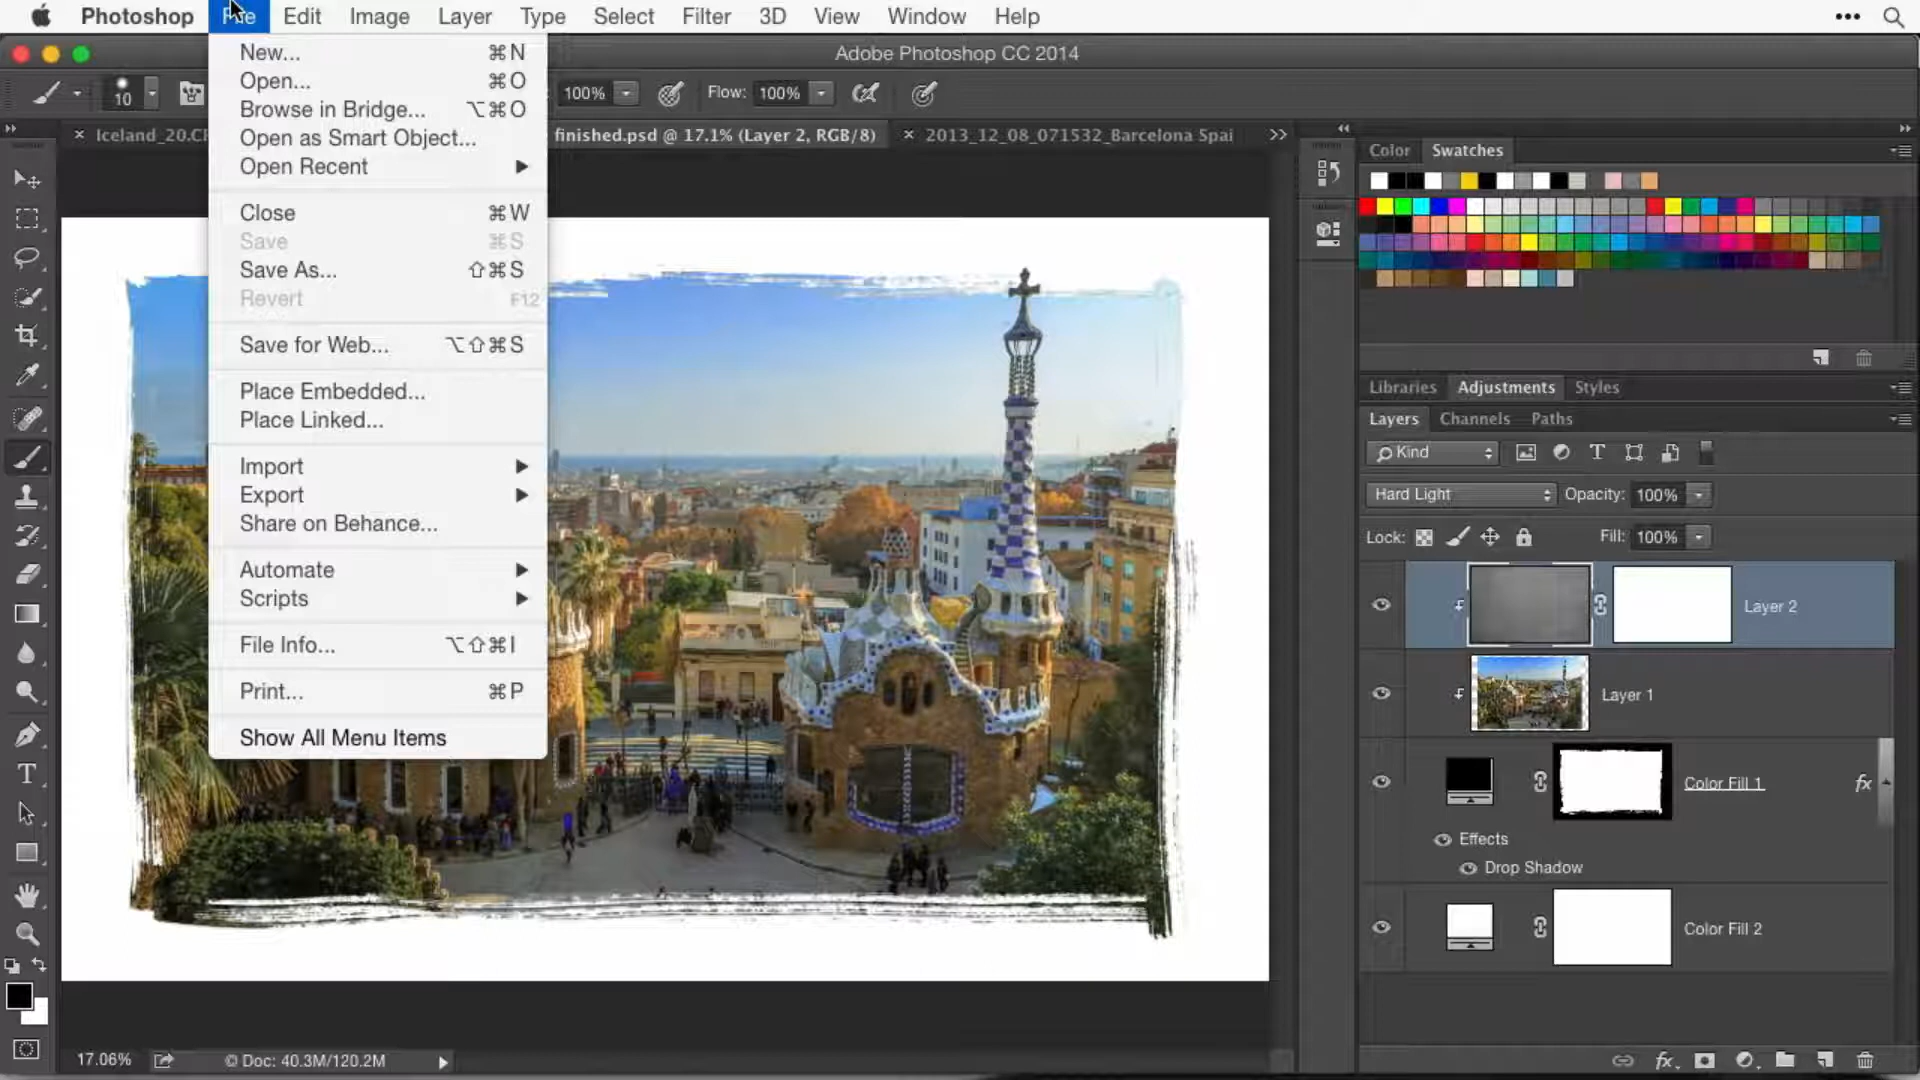 Photoshop File Edit Image Layer Type Select Filter 3D View Window Help
Adobe Photoshop CC 2014
10 100% Flow: 100%
Iceland_20.CR finished.psd @ 17.1% (Layer 2, RGB/8) 2013_12_08_071532_Barcelona Spai
New... ⌘N
Open... ⌘O
Browse in Bridge... ⌥⌘O
Open as Smart Object...
Open Recent
Close ⌘W
Save ⌘S
Save As... ⇧⌘S
Revert F12
Save for Web... ⌥⇧⌘S
Place Embedded...
Place Linked...
Import
Export
Share on Behance...
Automate
Scripts
File Info... ⌥⇧⌘I
Print... ⌘P
Show All Menu Items
Color Swatches
Libraries Adjustments Styles
Layers Channels Paths
Kind
Hard Light Opacity: 100%
Lock: Fill: 100%
Layer 2
Layer 1
Color Fill 1 fx
Effects
Drop Shadow
Color Fill 2
17.06% © Doc: 40.3M/120.2M
fx